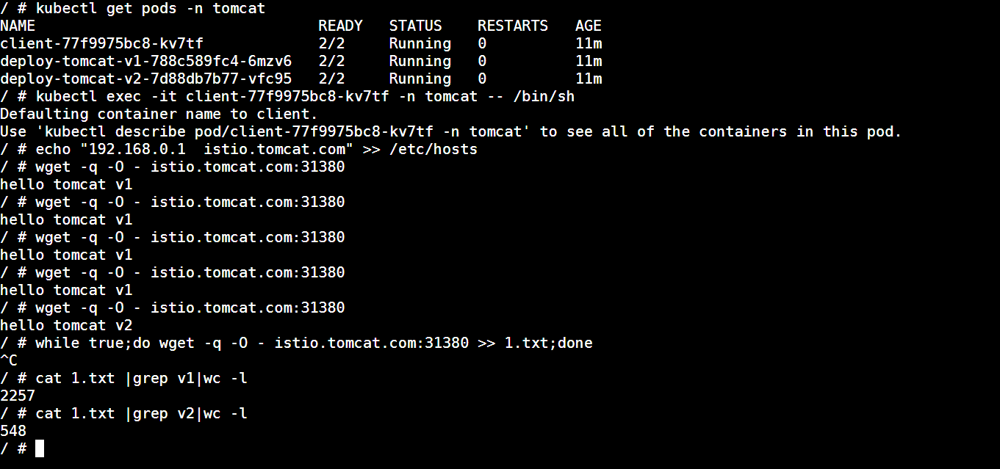 / # kubectl get pods -n tomcat
NAME                                READY   STATUS    RESTARTS   AGE
client-77f9975bc8-kv7tf             2/2     Running   0          11m
deploy-tomcat-v1-788c589fc4-6mzv6   2/2     Running   0          11m
deploy-tomcat-v2-7d88db7b77-vfc95   2/2     Running   0          11m
/ # kubectl exec -it client-77f9975bc8-kv7tf -n tomcat -- /bin/sh
Defaulting container name to client.
Use 'kubectl describe pod/client-77f9975bc8-kv7tf -n tomcat' to see all of the containers in this pod.
/ # echo "192.168.0.1  istio.tomcat.com" >> /etc/hosts
/ # wget -q -O - istio.tomcat.com:31380
hello tomcat v1
/ # wget -q -O - istio.tomcat.com:31380
hello tomcat v1
/ # wget -q -O - istio.tomcat.com:31380
hello tomcat v1
/ # wget -q -O - istio.tomcat.com:31380
hello tomcat v1
/ # wget -q -O - istio.tomcat.com:31380
hello tomcat v2
/ # while true;do wget -q -O - istio.tomcat.com:31380 >> 1.txt;done
^C
/ # cat 1.txt |grep v1|wc -l
2257
/ # cat 1.txt |grep v2|wc -l
548
/ #